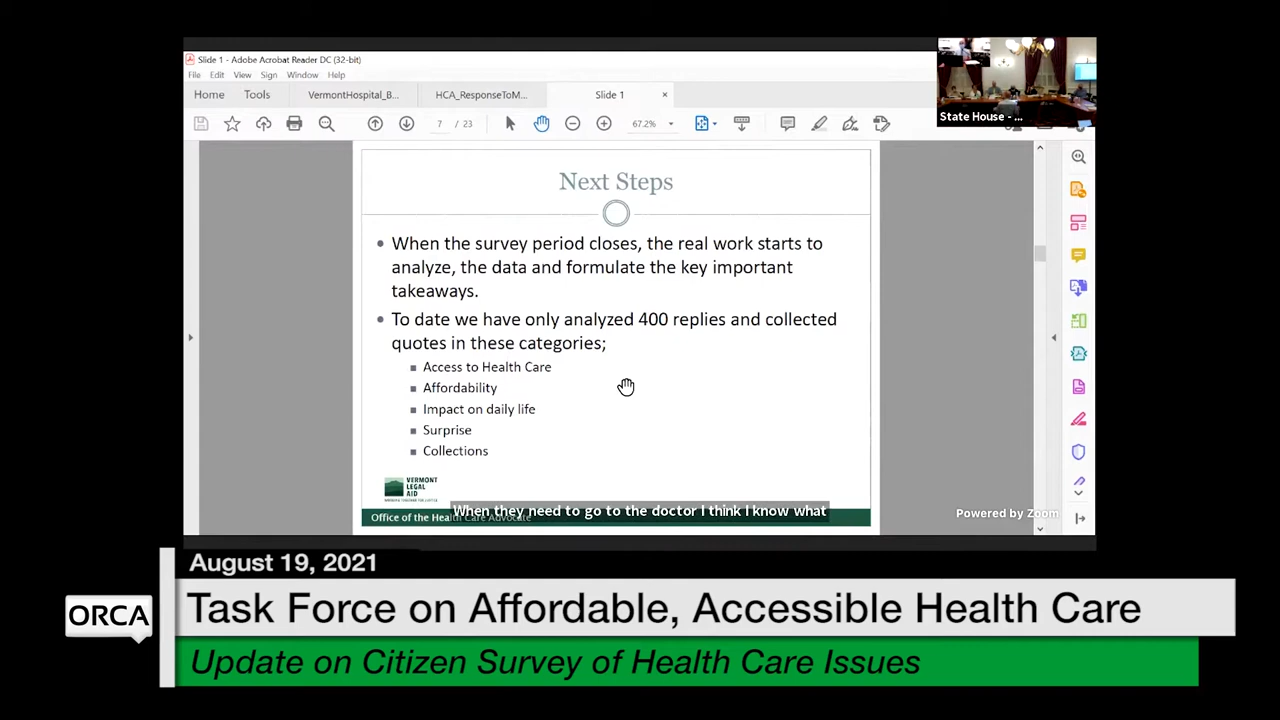 Slide 1 - Adobe Acrobat Reader DC (32-bit)
File Edit View Sign Window Help
Home Tools VermontHospital_B... HCA_ResponseToM... Slide 1 ×
7 / 23 67.2%
State House - ...
Next Steps
• When the survey period closes, the real work starts to
analyze, the data and formulate the key important
takeaways.
• To date we have only analyzed 400 replies and collected
quotes in these categories;
▪ Access to Health Care
▪ Affordability
▪ Impact on daily life
▪ Surprise
▪ Collections
VERMONT
LEGAL
AID
When they need to go to the doctor I think I know what
Office of the Health Care Advocate
Powered by Zoom
August 19, 2021
ORCA
Task Force on Affordable, Accessible Health Care
Update on Citizen Survey of Health Care Issues